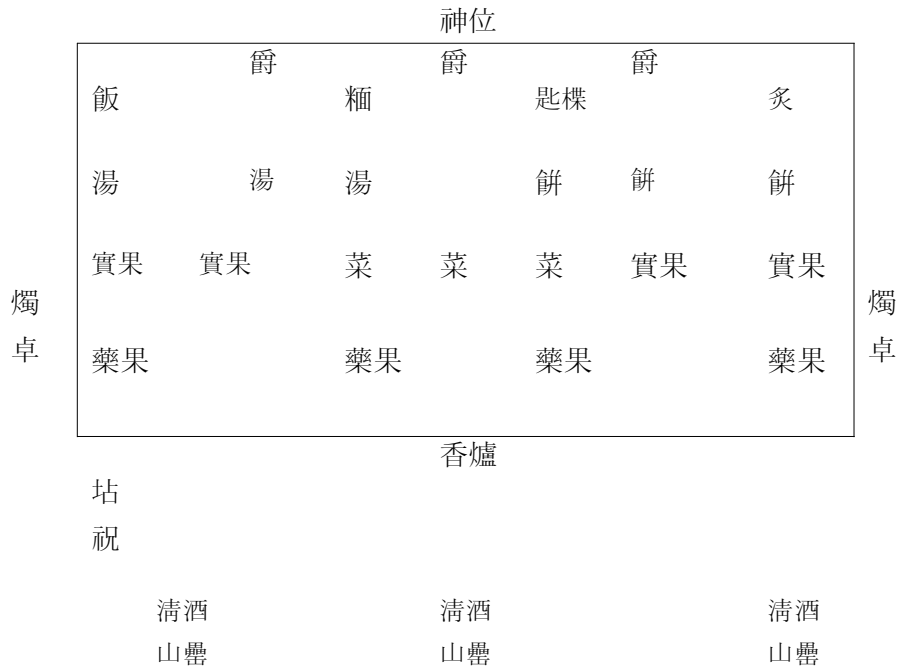 神位
爵 爵 爵
飯 糆 匙楪 炙
湯 湯 湯 餠 餠 餠
實果 實果 菜 菜 菜 實果 實果
燭 燭
卓 卓
藥果 藥果 藥果 藥果
香爐
坫
祝
淸酒 淸酒 淸酒
山罍 山罍 山罍